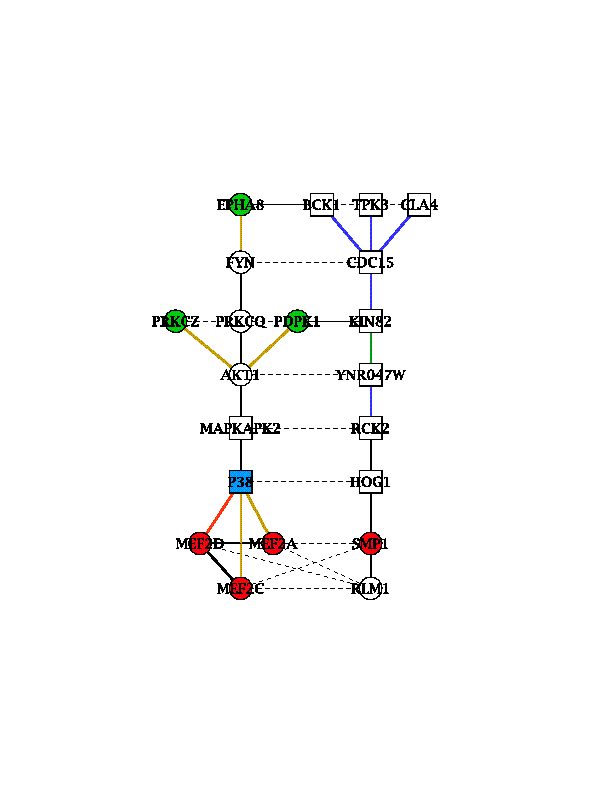 EPHA8 BCK1 TPK3 CLA4
FYN CDC15
PRKCZ PRKCQ PDPK1 KIN82
AKT1 YNR047W
MAPKAPK2 RCK2
P38 HOG1
MEF2D MEF2A SMP1
MEF2C RLM1